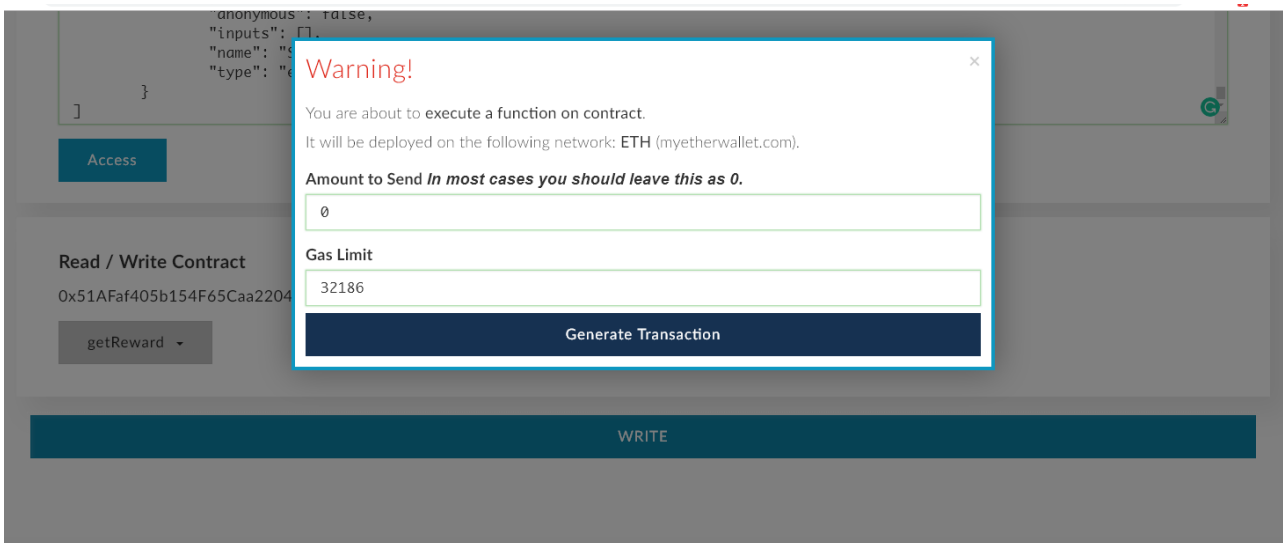 "anonymous": false,
"inputs": [],
"name": "S
"type": "e
}
]
Access
Warning!
×
You are about to execute a function on contract.
It will be deployed on the following network: ETH (myetherwallet.com).
Amount to Send In most cases you should leave this as 0.
0
Gas Limit
32186
Generate Transaction
Read / Write Contract
0x51AFaf405b154F65Caa2204
getReward
WRITE